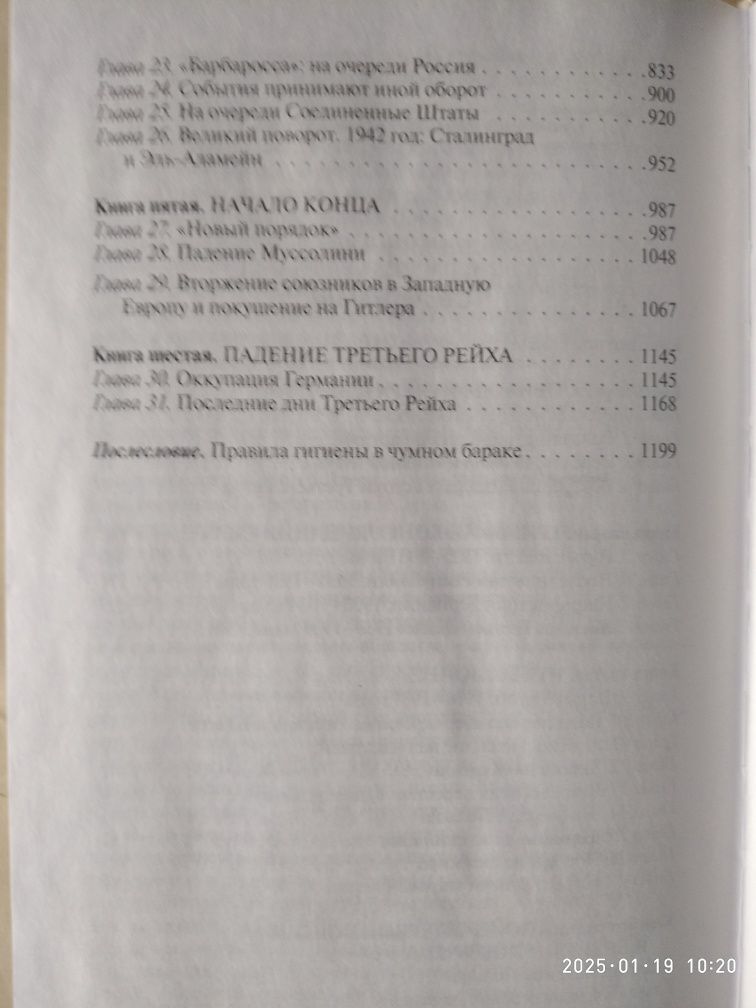 Глава 23. «Барбаросса»: на очереди Россия . . . . . . . . . . . .833
Глава 24. События принимают иной оборот . . . . . . . . . . . .900
Глава 25. На очереди Соединенные Штаты . . . . . . . . . . . .920
Глава 26. Великий поворот. 1942 год: Сталинград
и Эль-Аламейн . . . . . . . . . . . . . . . . . . . . . . . . . .952
Книга пятая. НАЧАЛО КОНЦА . . . . . . . . . . . . . . . . . .987
Глава 27. «Новый порядок» . . . . . . . . . . . . . . . . . . . . .987
Глава 28. Падение Муссолини . . . . . . . . . . . . . . . . . . 1048
Глава 29. Вторжение союзников в Западную
Европу и покушение на Гитлера . . . . . . . . . . . . . . . 1067
Книга шестая. ПАДЕНИЕ ТРЕТЬЕГО РЕЙХА . . . . . . . . 1145
Глава 30. Оккупация Германии . . . . . . . . . . . . . . . . . . 1145
Глава 31. Последние дни Третьего Рейха . . . . . . . . . . . . 1168
Послесловие. Правила гигиены в чумном бараке . . . . . . . . 1199
2025·01·19 10:20